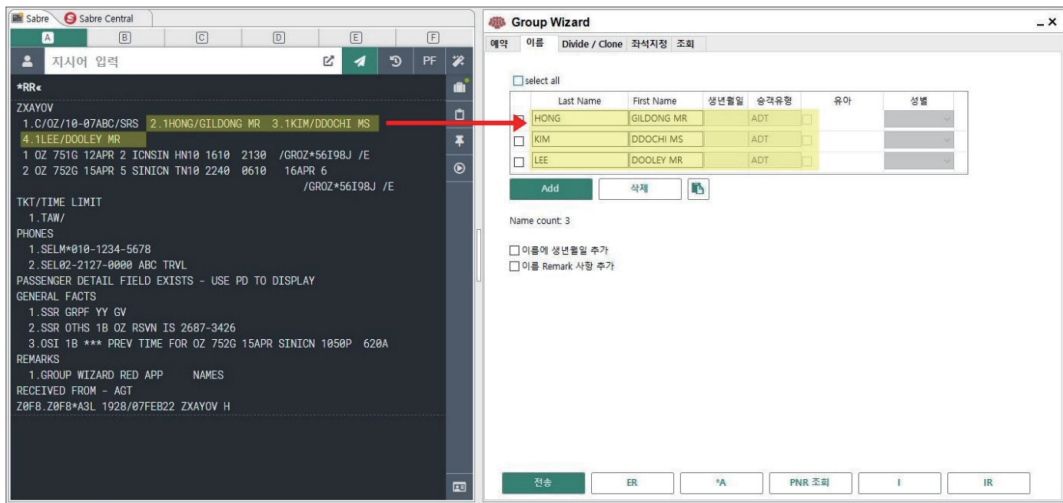 Sabre Sabre Central
A B C D E F
지시어 입력 PF
*RR«
ZXAYOV
1.C/OZ/10-07ABC/SRS 2.1HONG/GILDONG MR 3.1KIM/DDOCHI MS
4.1LEE/DOOLEY MR
1 OZ 751G 12APR 2 ICNSIN HN10 1610 2130 /GROZ*56I98J /E
2 OZ 752G 15APR 5 SINICN TN10 2240 0610 16APR 6
/GROZ*56I98J /E
TKT/TIME LIMIT
1.TAW/
PHONES
1.SELM*010-1234-5678
2.SEL02-2127-0000 ABC TRVL
PASSENGER DETAIL FIELD EXISTS - USE PD TO DISPLAY
GENERAL FACTS
1.SSR GRPF YY GV
2.SSR OTHS 1B OZ RSVN IS 2687-3426
3.OSI 1B *** PREV TIME FOR OZ 752G 15APR SINICN 1050P 620A
REMARKS
1.GROUP WIZARD RED APP NAMES
RECEIVED FROM - AGT
Z0F8.Z0F8*A3L 1928/07FEB22 ZXAYOV H
Group Wizard
예약 이름 Divide / Clone 좌석지정 조회
select all
Last Name First Name 생년월일 승객유형 유아 성별
HONG GILDONG MR ADT
KIM DDOCHI MS ADT
LEE DOOLEY MR ADT
Add 삭제
Name count: 3
이름에 생년월일 추가
이름 Remark 사항 추가
전송 ER *A PNR 조회 I IR